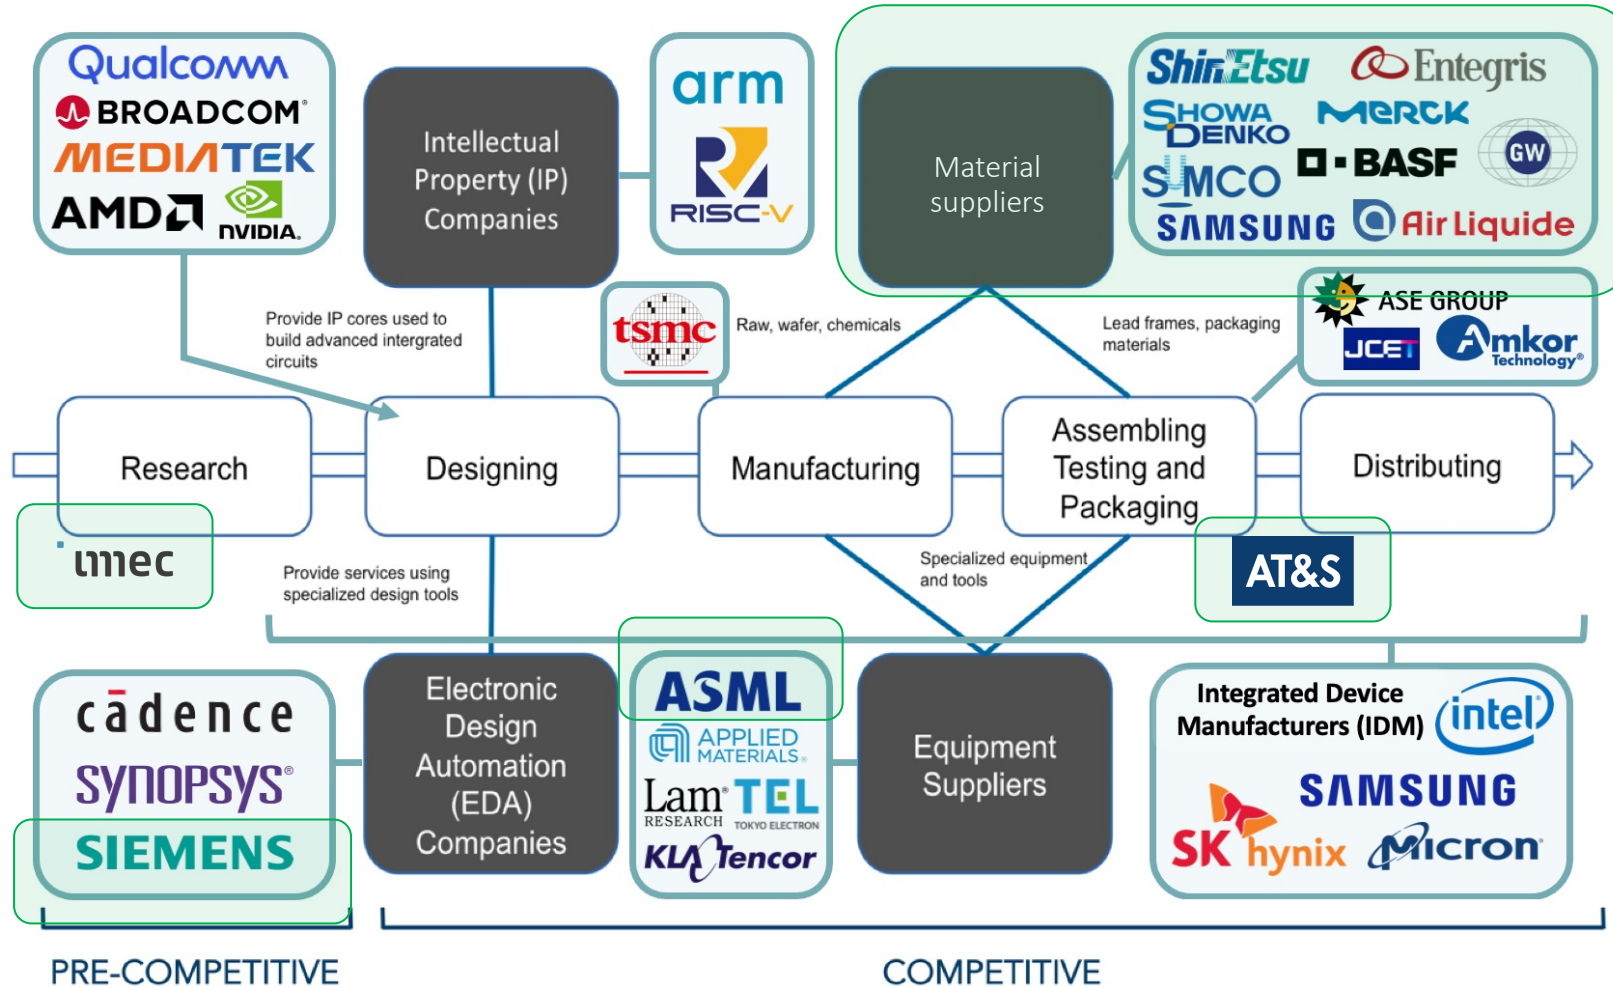 Qualcomm
BROADCOM®
MEDIATEK
AMD
NVIDIA.
Intellectual
Property (IP)
Companies
arm
RISC-V
Material
suppliers
ShinEtsu
Entegris
SHOWA
DENKO
MERCK
SUMCO
BASF
GW
SAMSUNG
Air Liquide
Provide IP cores used to
build advanced intergrated
circuits
tsmc
Raw, wafer, chemicals
Lead frames, packaging
materials
ASE GROUP
JCET
Amkor
Technology®
Research
Designing
Manufacturing
Assembling
Testing and
Packaging
Distributing
imec
Provide services using
specialized design tools
Specialized equipment
and tools
AT&S
cādence
SYNOPSYS®
SIEMENS
Electronic
Design
Automation
(EDA)
Companies
ASML
APPLIED
MATERIALS®
Lam®
RESEARCH
TEL
TOKYO ELECTRON
KLA Tencor
Equipment
Suppliers
Integrated Device
Manufacturers (IDM)
intel
SAMSUNG
SK hynix
Micron
PRE-COMPETITIVE
COMPETITIVE